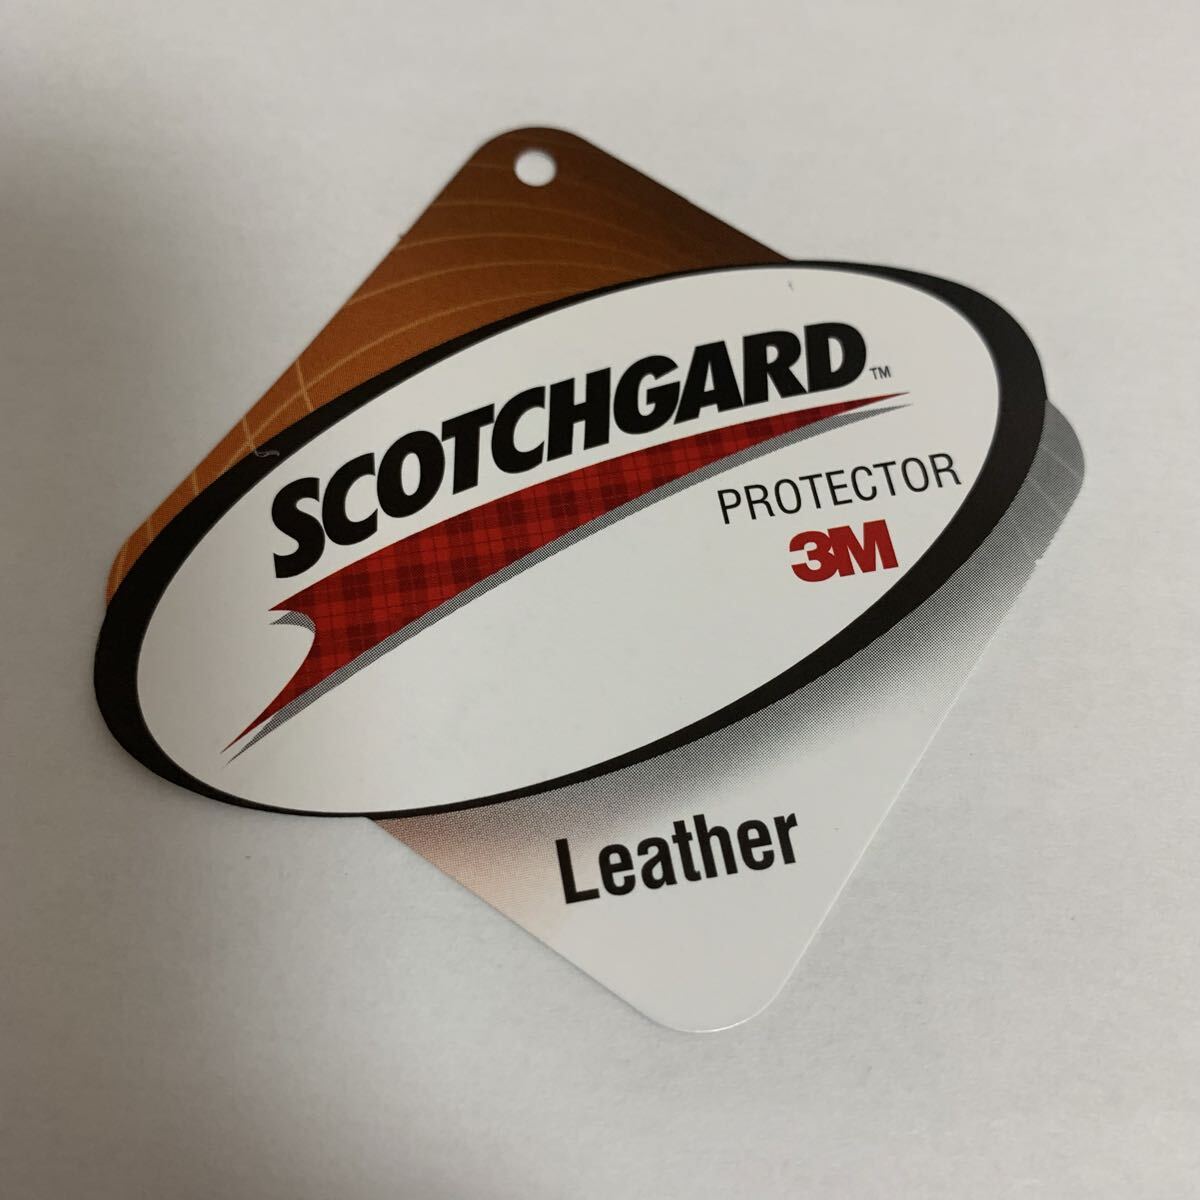 SCOTCHGARD™
PROTECTOR
3M
Leather